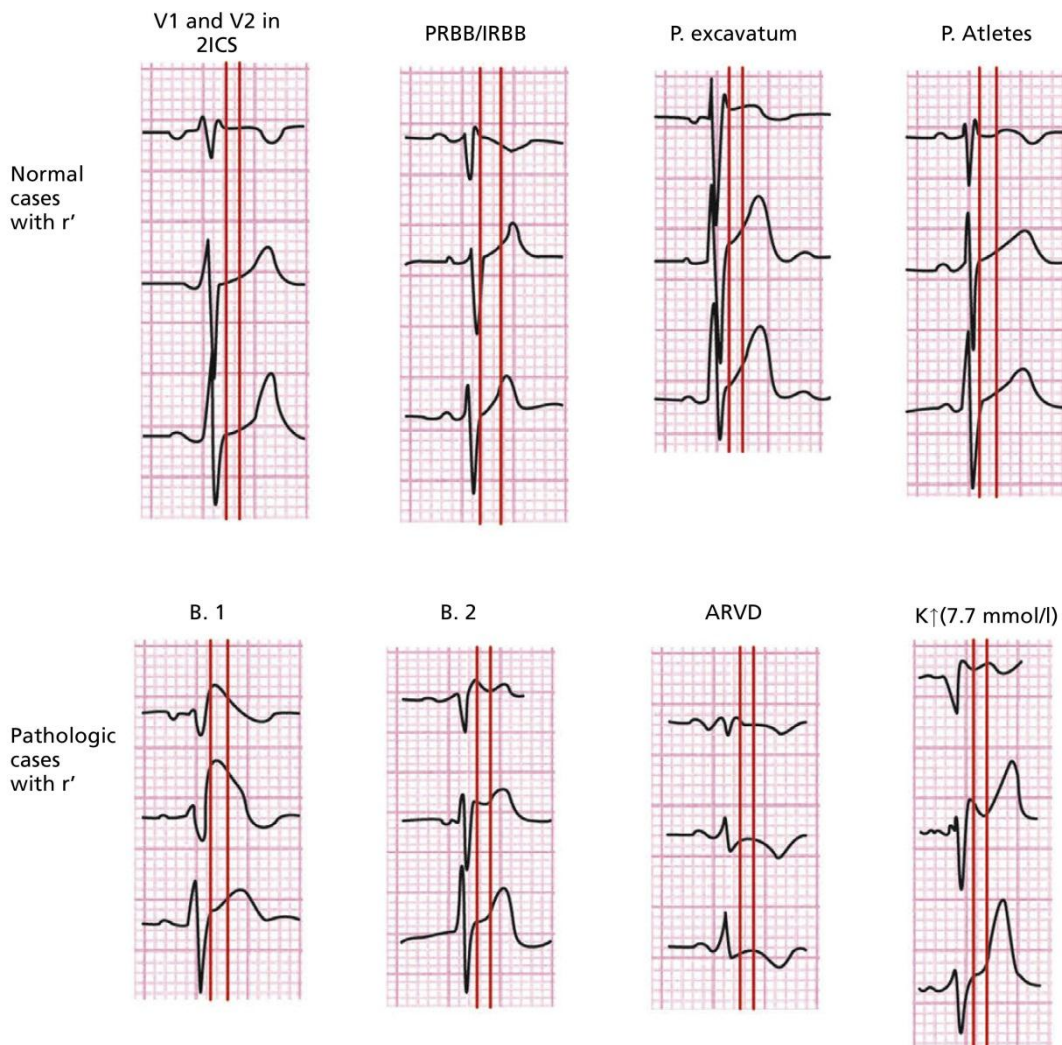 V1 and V2 in
2ICS
PRBB/IRBB
P. excavatum
P. Atletes
Normal
cases
with r’
B. 1
B. 2
ARVD
K↑(7.7 mmol/l)
Pathologic
cases
with r’